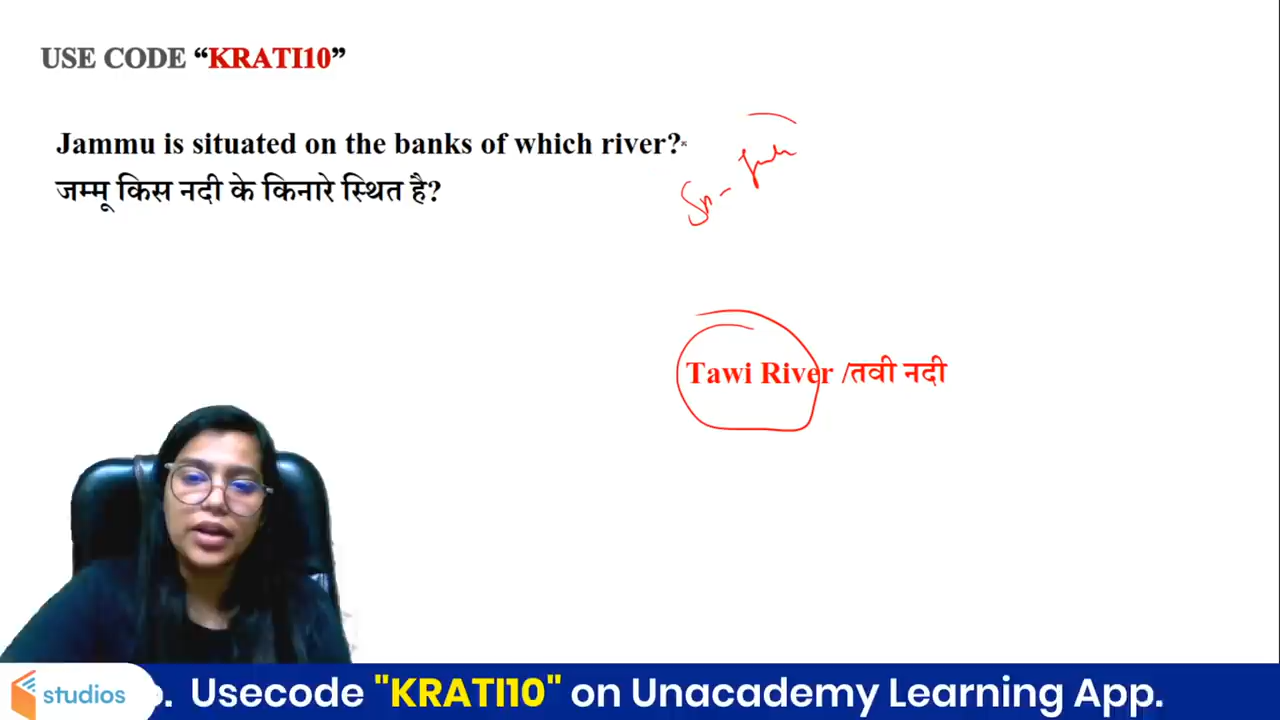 USE CODE “KRATI10”
Jammu is situated on the banks of which river?
जम्मू किस नदी के किनारे स्थित है?
Tawi River /तवी नदी
studios
. Usecode "KRATI10" on Unacademy Learning App.